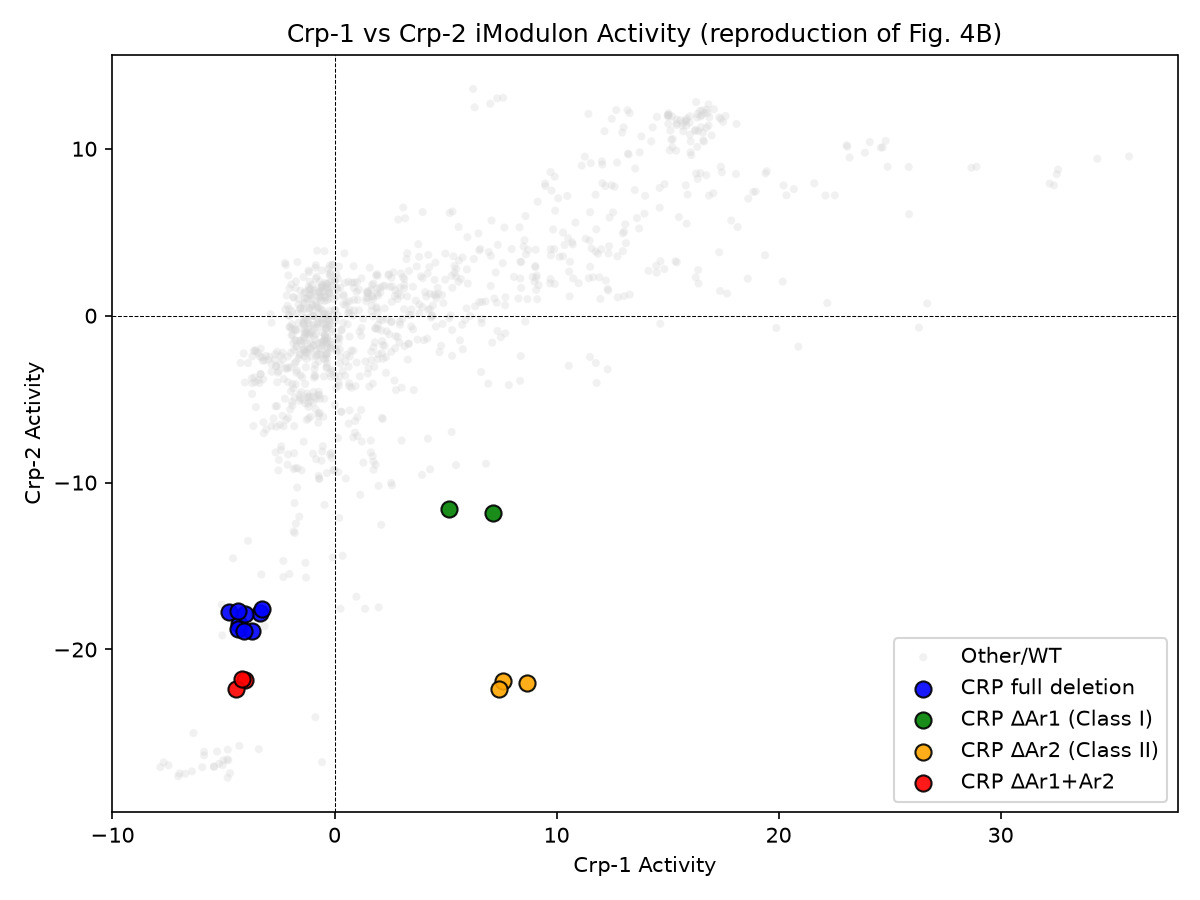 Crp-1 vs Crp-2 iModulon Activity (reproduction of Fig. 4B)
Crp-2 Activity
10
0
−10
−20
−10
0
10
20
30
Crp-1 Activity
Other/WT
CRP full deletion
CRP ΔAr1 (Class I)
CRP ΔAr2 (Class II)
CRP ΔAr1+Ar2